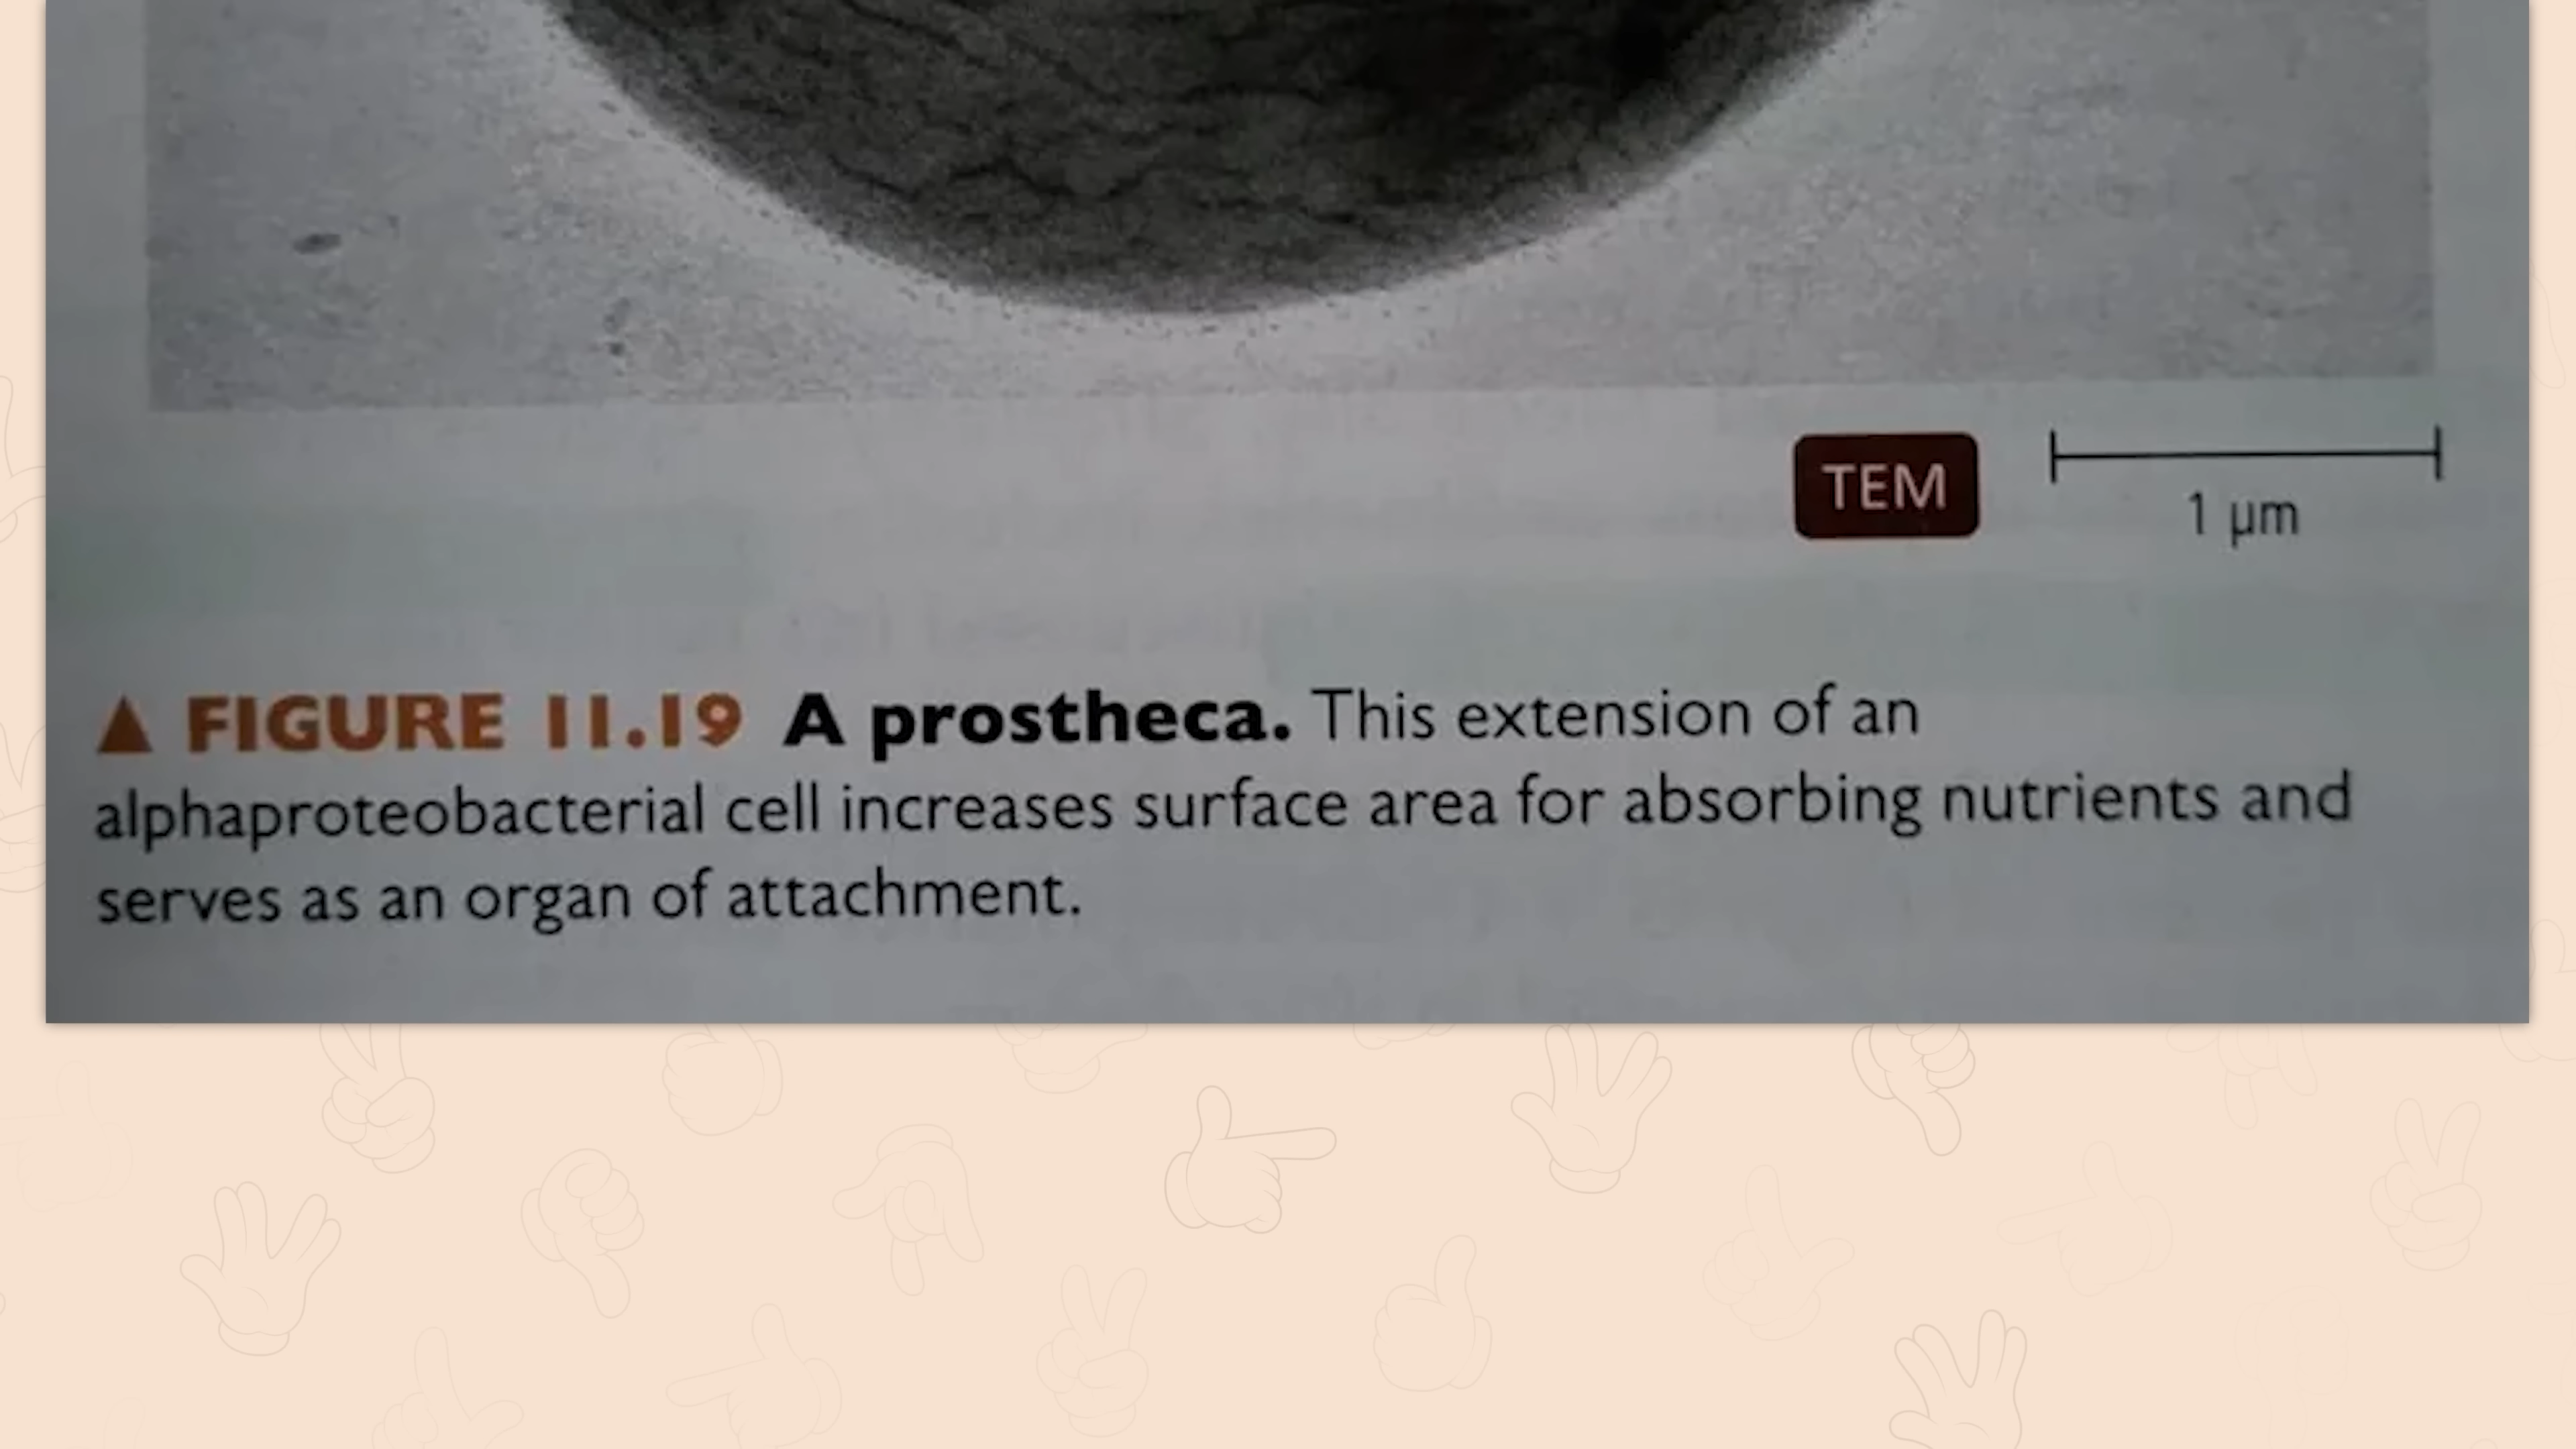 TEM
1 µm
▲ FIGURE 11.19 A prostheca. This extension of an
alphaproteobacterial cell increases surface area for absorbing nutrients and
serves as an organ of attachment.